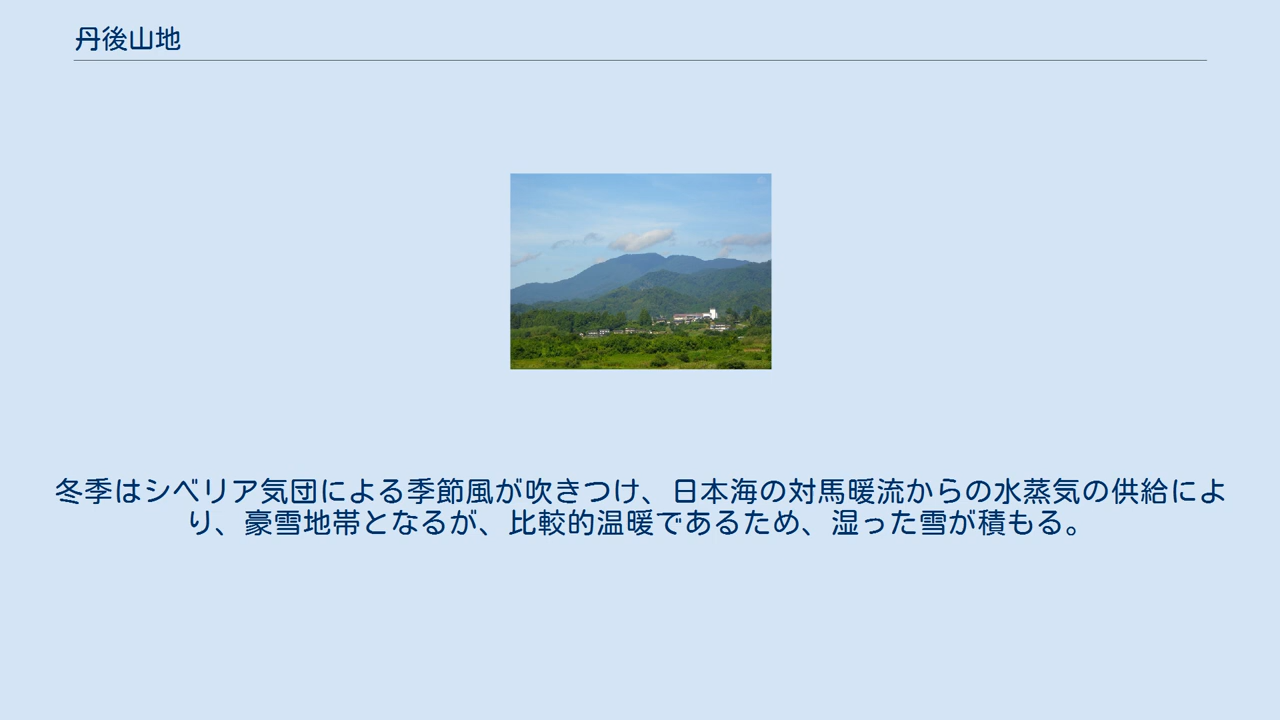 丹後山地
冬季はシベリア気団による季節風が吹きつけ、日本海の対馬暖流からの水蒸気の供給によ
り、豪雪地帯となるが、比較的温暖であるため、湿った雪が積もる。